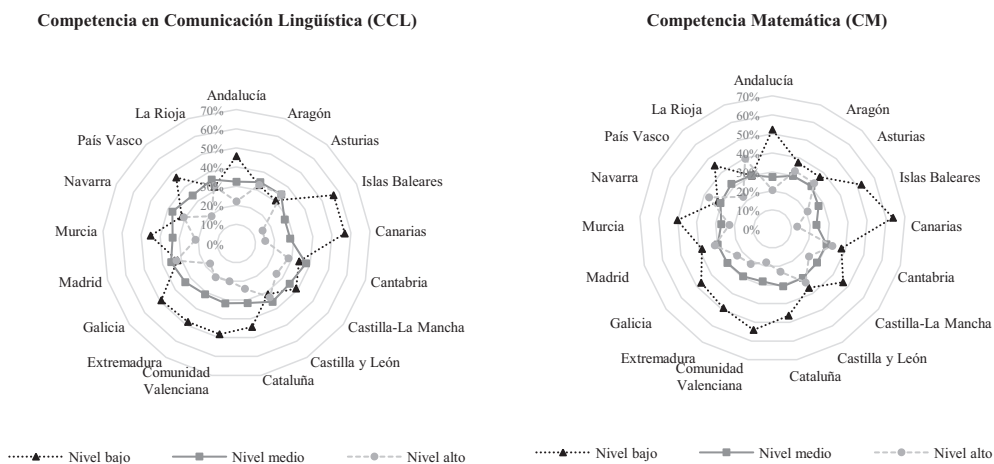 Competencia en Comunicación Lingüística (CCL)
Andalucía
Aragón
Asturias
Islas Baleares
Canarias
Cantabria
Castilla-La Mancha
Castilla y León
Cataluña
Comunidad
Valenciana
Extremadura
Galicia
Madrid
Murcia
Navarra
País Vasco
La Rioja
70%
60%
50%
40%
30%
20%
10%
0%
Nivel bajo
Nivel medio
Nivel alto
Competencia Matemática (CM)
Andalucía
Aragón
Asturias
Islas Baleares
Canarias
Cantabria
Castilla-La Mancha
Castilla y León
Cataluña
Comunidad
Valenciana
Extremadura
Galicia
Madrid
Murcia
Navarra
País Vasco
La Rioja
70%
60%
50%
40%
30%
20%
10%
0%
Nivel bajo
Nivel medio
Nivel alto